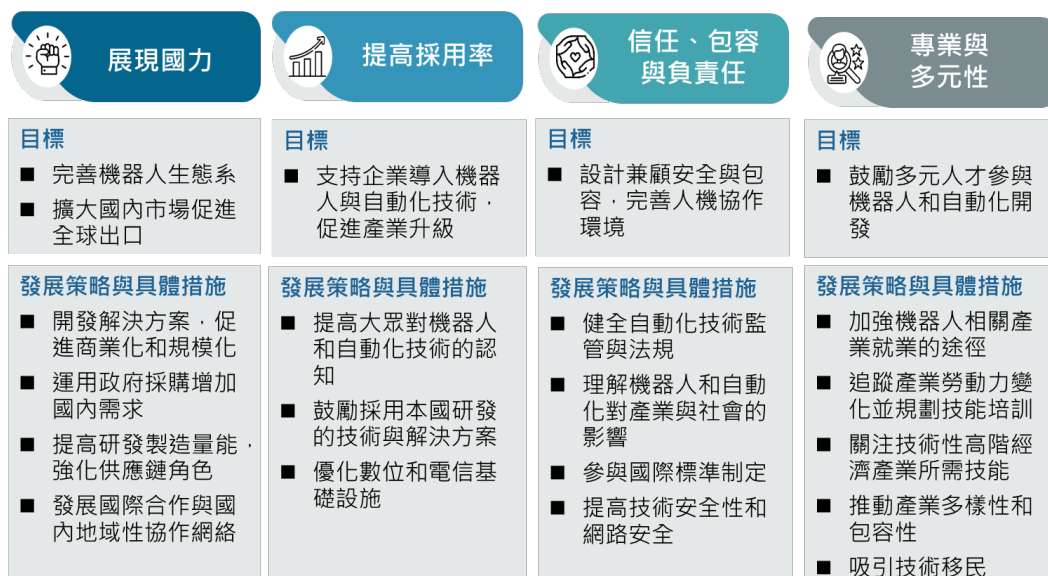 展現國力
目標
■ 完善機器人生態系
■ 擴大國內市場促進
全球出口
發展策略與具體措施
■ 開發解決方案，促
進商業化和規模化
■ 運用政府採購增加
國內需求
■ 提高研發製造量能，
強化供應鏈角色
■ 發展國際合作與國
內地域性協作網絡
提高採用率
目標
■ 支持企業導入機器
人與自動化技術，
促進產業升級
發展策略與具體措施
■ 提高大眾對機器人
和自動化技術的認
知
■ 鼓勵採用本國研發
的技術與解決方案
■ 優化數位和電信基
礎設施
信任、包容
與負責任
目標
■ 設計兼顧安全與包
容，完善人機協作
環境
發展策略與具體措施
■ 健全自動化技術監
管與法規
■ 理解機器人和自動
化對產業與社會的
影響
■ 參與國際標準制定
■ 提高技術安全性和
網路安全
專業與
多元性
目標
■ 鼓勵多元人才參與
機器人和自動化開
發
發展策略與具體措施
■ 加強機器人相關產
業就業的途徑
■ 追蹤產業勞動力變
化並規劃技能培訓
■ 關注技術性高階經
濟產業所需技能
■ 推動產業多樣性和
包容性
■ 吸引技術移民